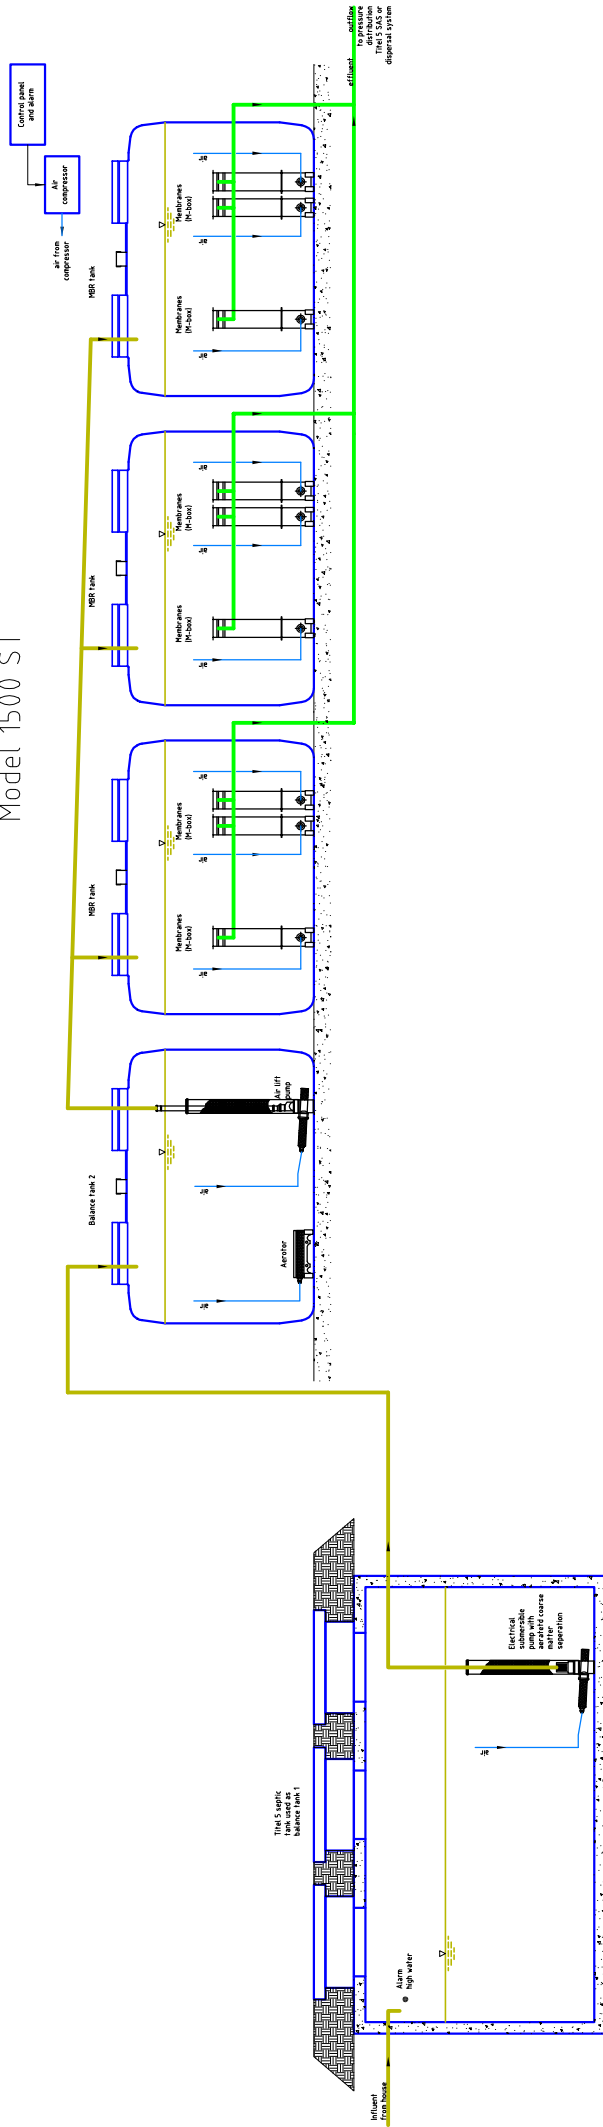 Model 1500 ST
Control panel
and alarm
Air
compressor
air from
compressor
Balance tank 2
MBR tank
MBR tank
MBR tank
air
air
Aerotor
Air lift
pump
air
Membranes
(M-box)
air
Membranes
(M-box)
air
air
Membranes
(M-box)
air
Membranes
(M-box)
air
air
Membranes
(M-box)
air
Membranes
(M-box)
air
effluent
outflow
to pressure
distribution
Titel 5 SAS or
dispersal system
Titel 5 septic
tank used as
balance tank 1
Influent
from house
Alarm
high water
air
Electrical
submersible
pump with
aeratetd coarse
matter
seperation